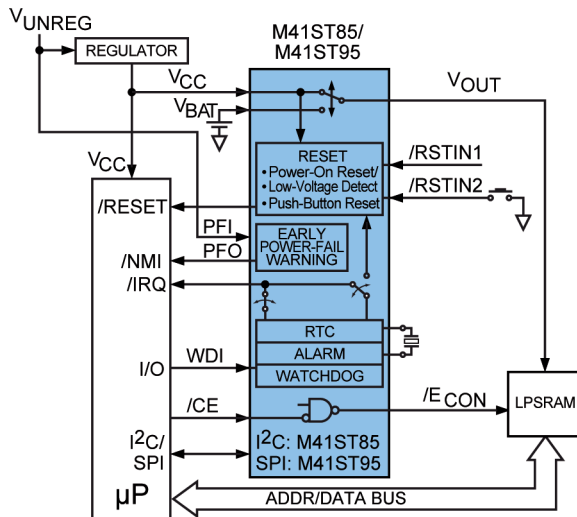 VUNREG
REGULATOR
M41ST85/
M41ST95
VCC
VOUT
VBAT
VCC
RESET
• Power-On Reset/
• Low-Voltage Detect
• Push-Button Reset
/RSTIN1
/RSTIN2
/RESET
PFI
EARLY
POWER-FAIL
WARNING
PFO
/NMI
/IRQ
RTC
ALARM
WATCHDOG
I/O
WDI
/CE
/ECON
LPSRAM
I²C/
SPI
I²C: M41ST85
SPI: M41ST95
µP
ADDR/DATA BUS